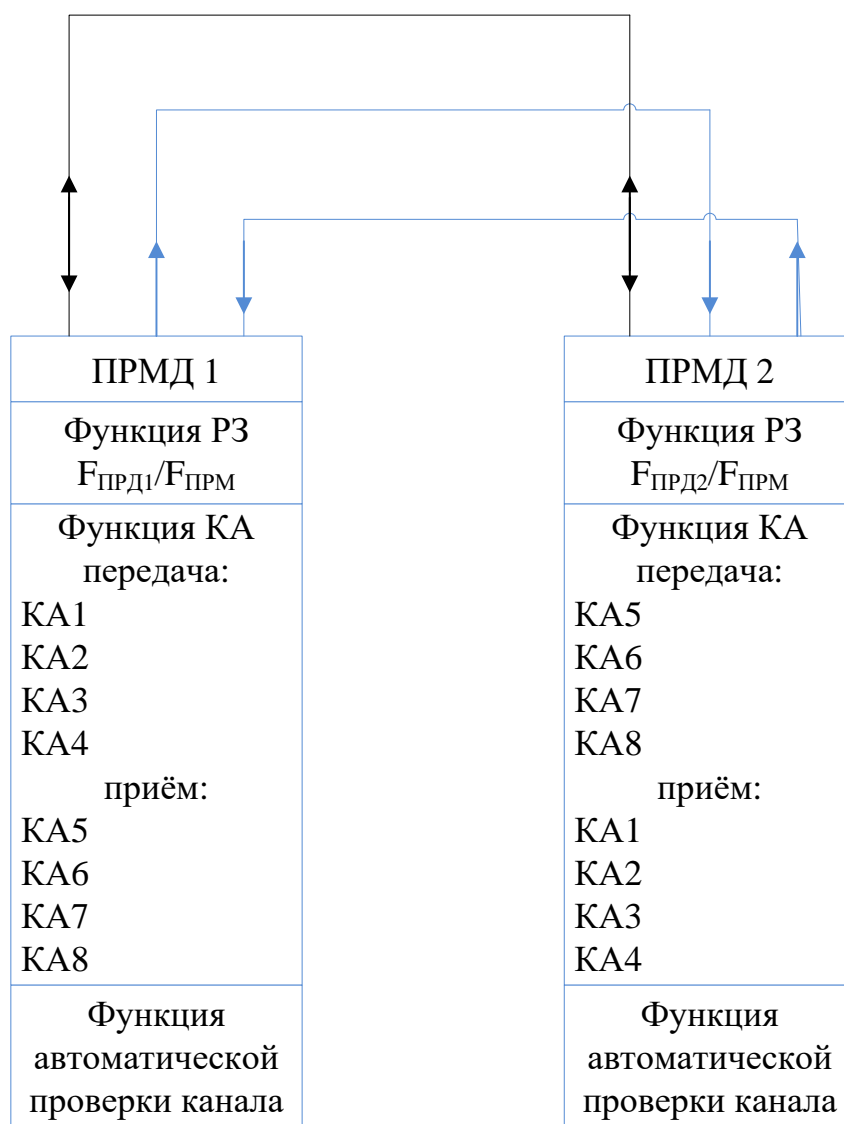 ПРМД 1
Функция РЗ
FПРД1/FПРМ
Функция КА
передача:
КА1
КА2
КА3
КА4
приём:
КА5
КА6
КА7
КА8
Функция
автоматической
проверки канала
ПРМД 2
Функция РЗ
FПРД2/FПРМ
Функция КА
передача:
КА5
КА6
КА7
КА8
приём:
КА1
КА2
КА3
КА4
Функция
автоматической
проверки канала